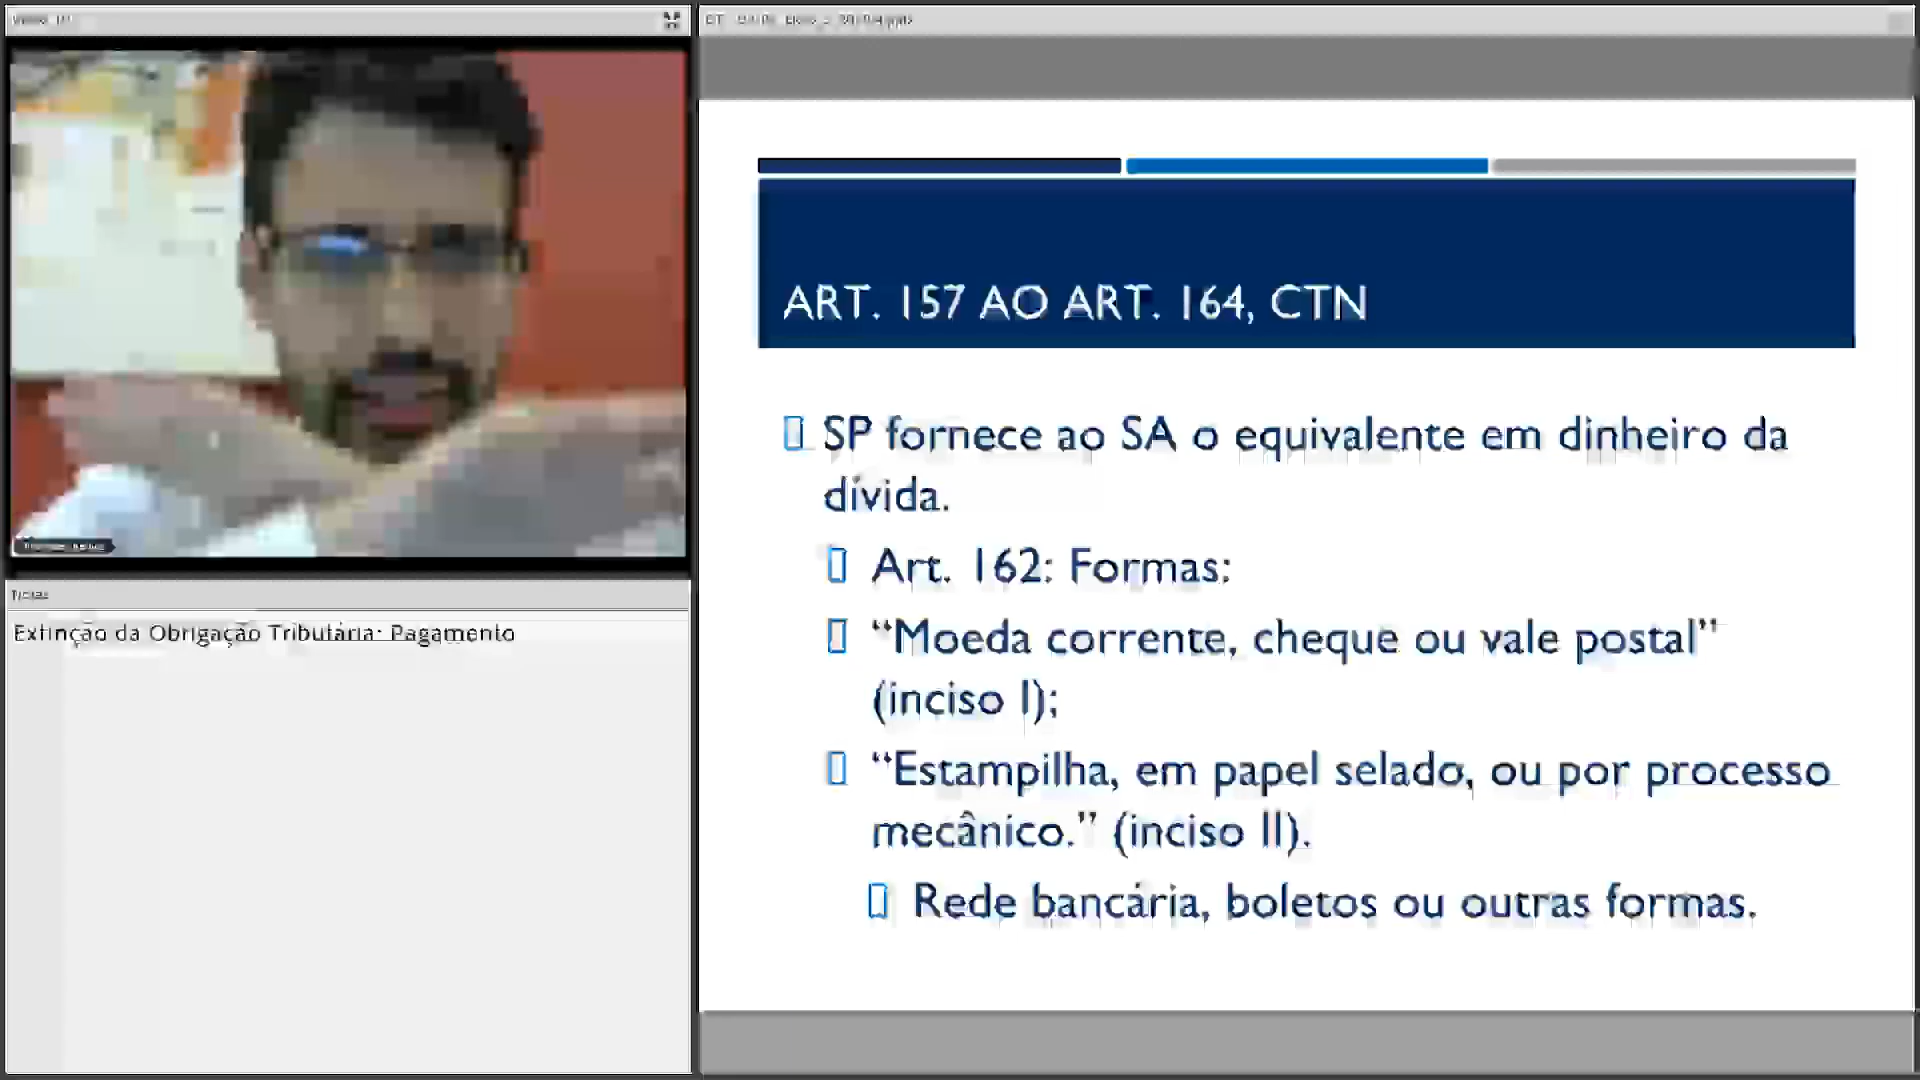 Extinção da Obrigação Tributária: Pagamento
ART. 157 AO ART. 164, CTN
SP fornece ao SA o equivalente em dinheiro da
dívida.
Art. 162: Formas:
“Moeda corrente, cheque ou vale postal”
(inciso I);
“Estampilha, em papel selado, ou por processo
mecânico.” (inciso II).
Rede bancária, boletos ou outras formas.